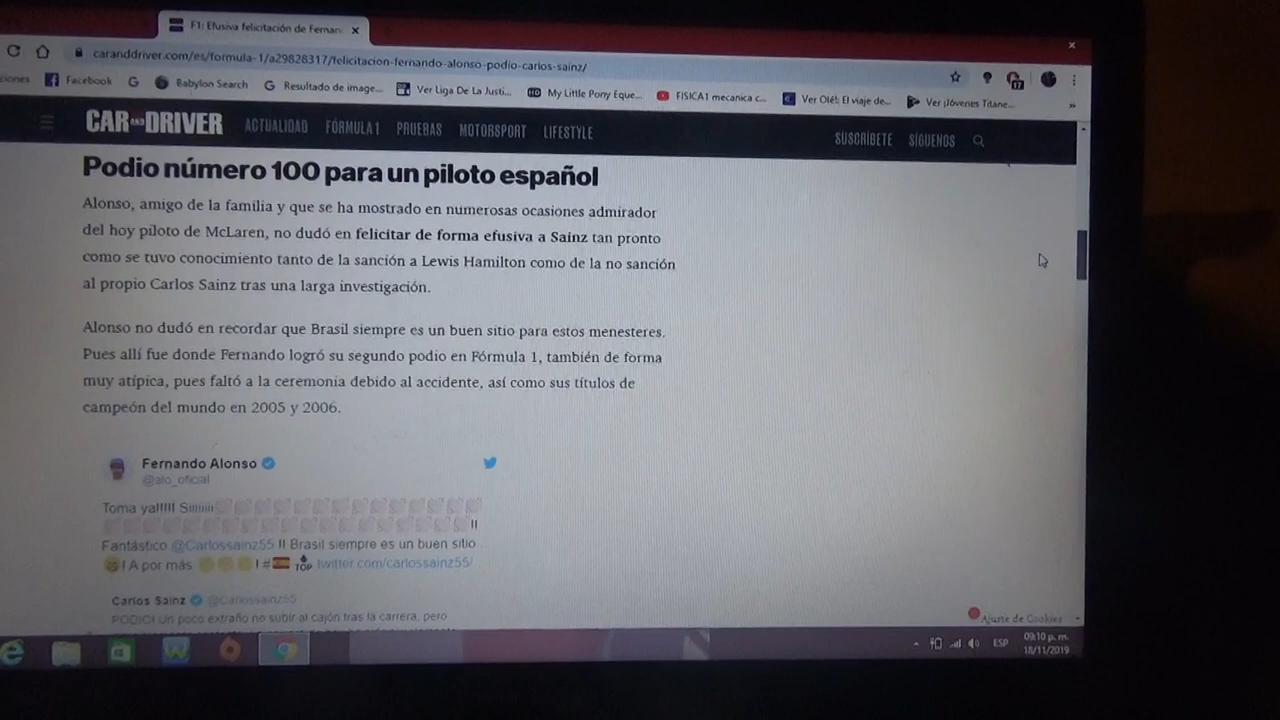 F1: Efusiva felicitación de Fernan
caranddriver.com/es/formula-1/a29828317/felicitacion-fernando-alonso-podio-carlos-sainz/
ciones Facebook Babylon Search Resultado de image... Ver Liga De La Justi... My Little Pony Eque... FISICA1 mecanica c... Ver Olé!: El viaje de... Ver ¡Jóvenes Titane... »
CAR AND DRIVER ACTUALIDAD FÓRMULA 1 PRUEBAS MOTORSPORT LIFESTYLE SUSCRÍBETE SÍGUENOS
Podio número 100 para un piloto español
Alonso, amigo de la familia y que se ha mostrado en numerosas ocasiones admirador
del hoy piloto de McLaren, no dudó en felicitar de forma efusiva a Sainz tan pronto
como se tuvo conocimiento tanto de la sanción a Lewis Hamilton como de la no sanción
al propio Carlos Sainz tras una larga investigación.
Alonso no dudó en recordar que Brasil siempre es un buen sitio para estos menesteres.
Pues allí fue donde Fernando logró su segundo podio en Fórmula 1, también de forma
muy atípica, pues faltó a la ceremonia debido al accidente, así como sus títulos de
campeón del mundo en 2005 y 2006.
Fernando Alonso
@alo_oficial
Toma ya!!!!!
!!
Fantástico @Carlossainz55 !! Brasil siempre es un buen sitio
! A por más ! # TOP twitter.com/carlossainz55/
Carlos Sainz @Carlossainz55
PODIO! Un poco extraño no subir al cajón tras la carrera, pero
Ajuste de Cookies
ESP
09:10 p. m.
18/11/2019